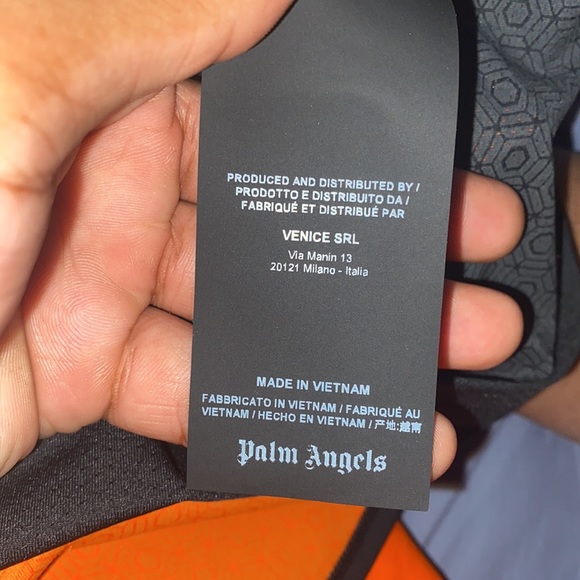 PRODUCED AND DISTRIBUTED BY /
PRODOTTO E DISTRIBUITO DA /
FABRIQUÉ ET DISTRIBUÉ PAR
VENICE SRL
Via Manin 13
20121 Milano - Italia
MADE IN VIETNAM
FABBRICATO IN VIETNAM / FABRIQUÉ AU
VIETNAM / HECHO EN VIETNAM / 产地:越南
Palm Angels